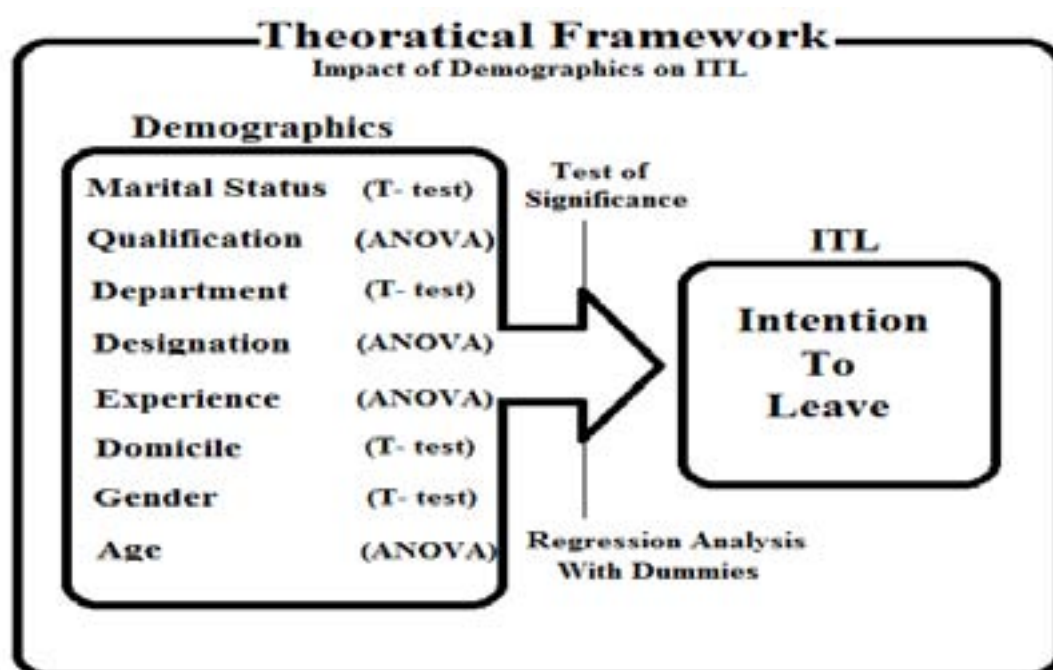 Theoratical Framework
Impact of Demographics on ITL
Demographics
Marital Status (T- test)
Qualification (ANOVA)
Department (T- test)
Designation (ANOVA)
Experience (ANOVA)
Domicile (T- test)
Gender (T- test)
Age (ANOVA)
Test of
Significance
Regression Analysis
With Dummies
ITL
Intention
To
Leave